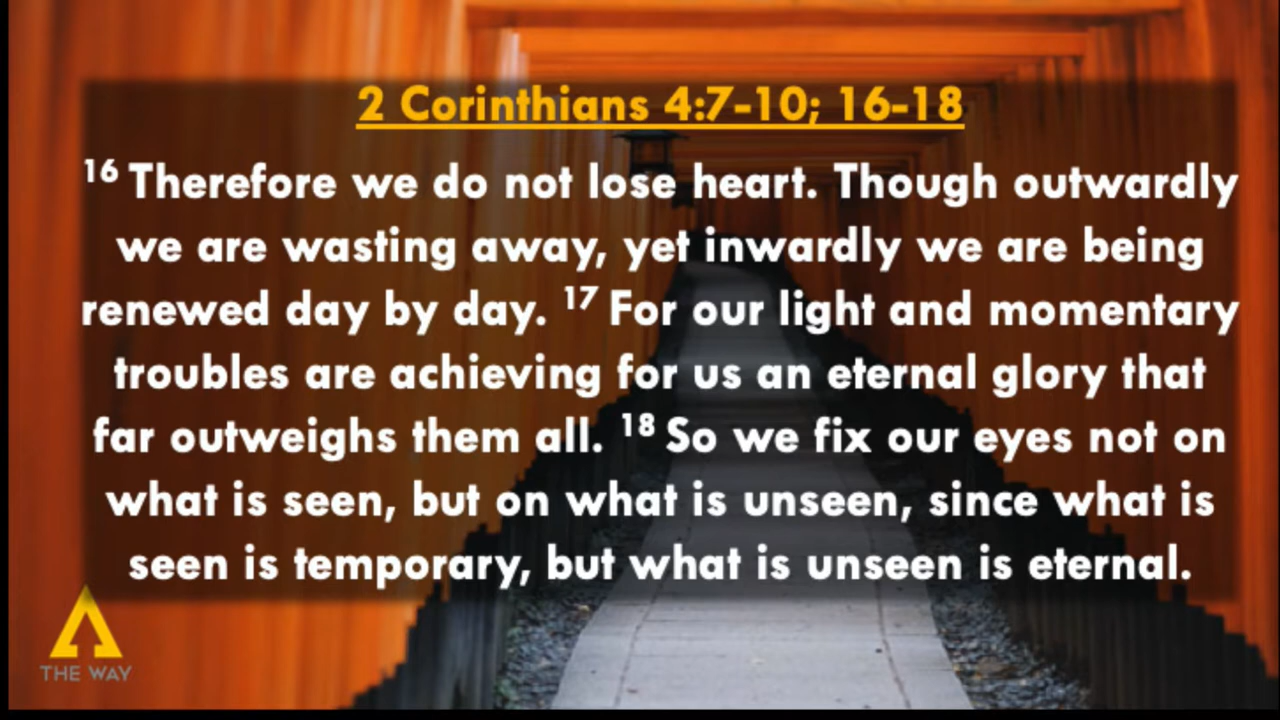 2 Corinthians 4:7-10; 16-18
16 Therefore we do not lose heart. Though outwardly
we are wasting away, yet inwardly we are being
renewed day by day. 17 For our light and momentary
troubles are achieving for us an eternal glory that
far outweighs them all. 18 So we fix our eyes not on
what is seen, but on what is unseen, since what is
seen is temporary, but what is unseen is eternal.
THE WAY